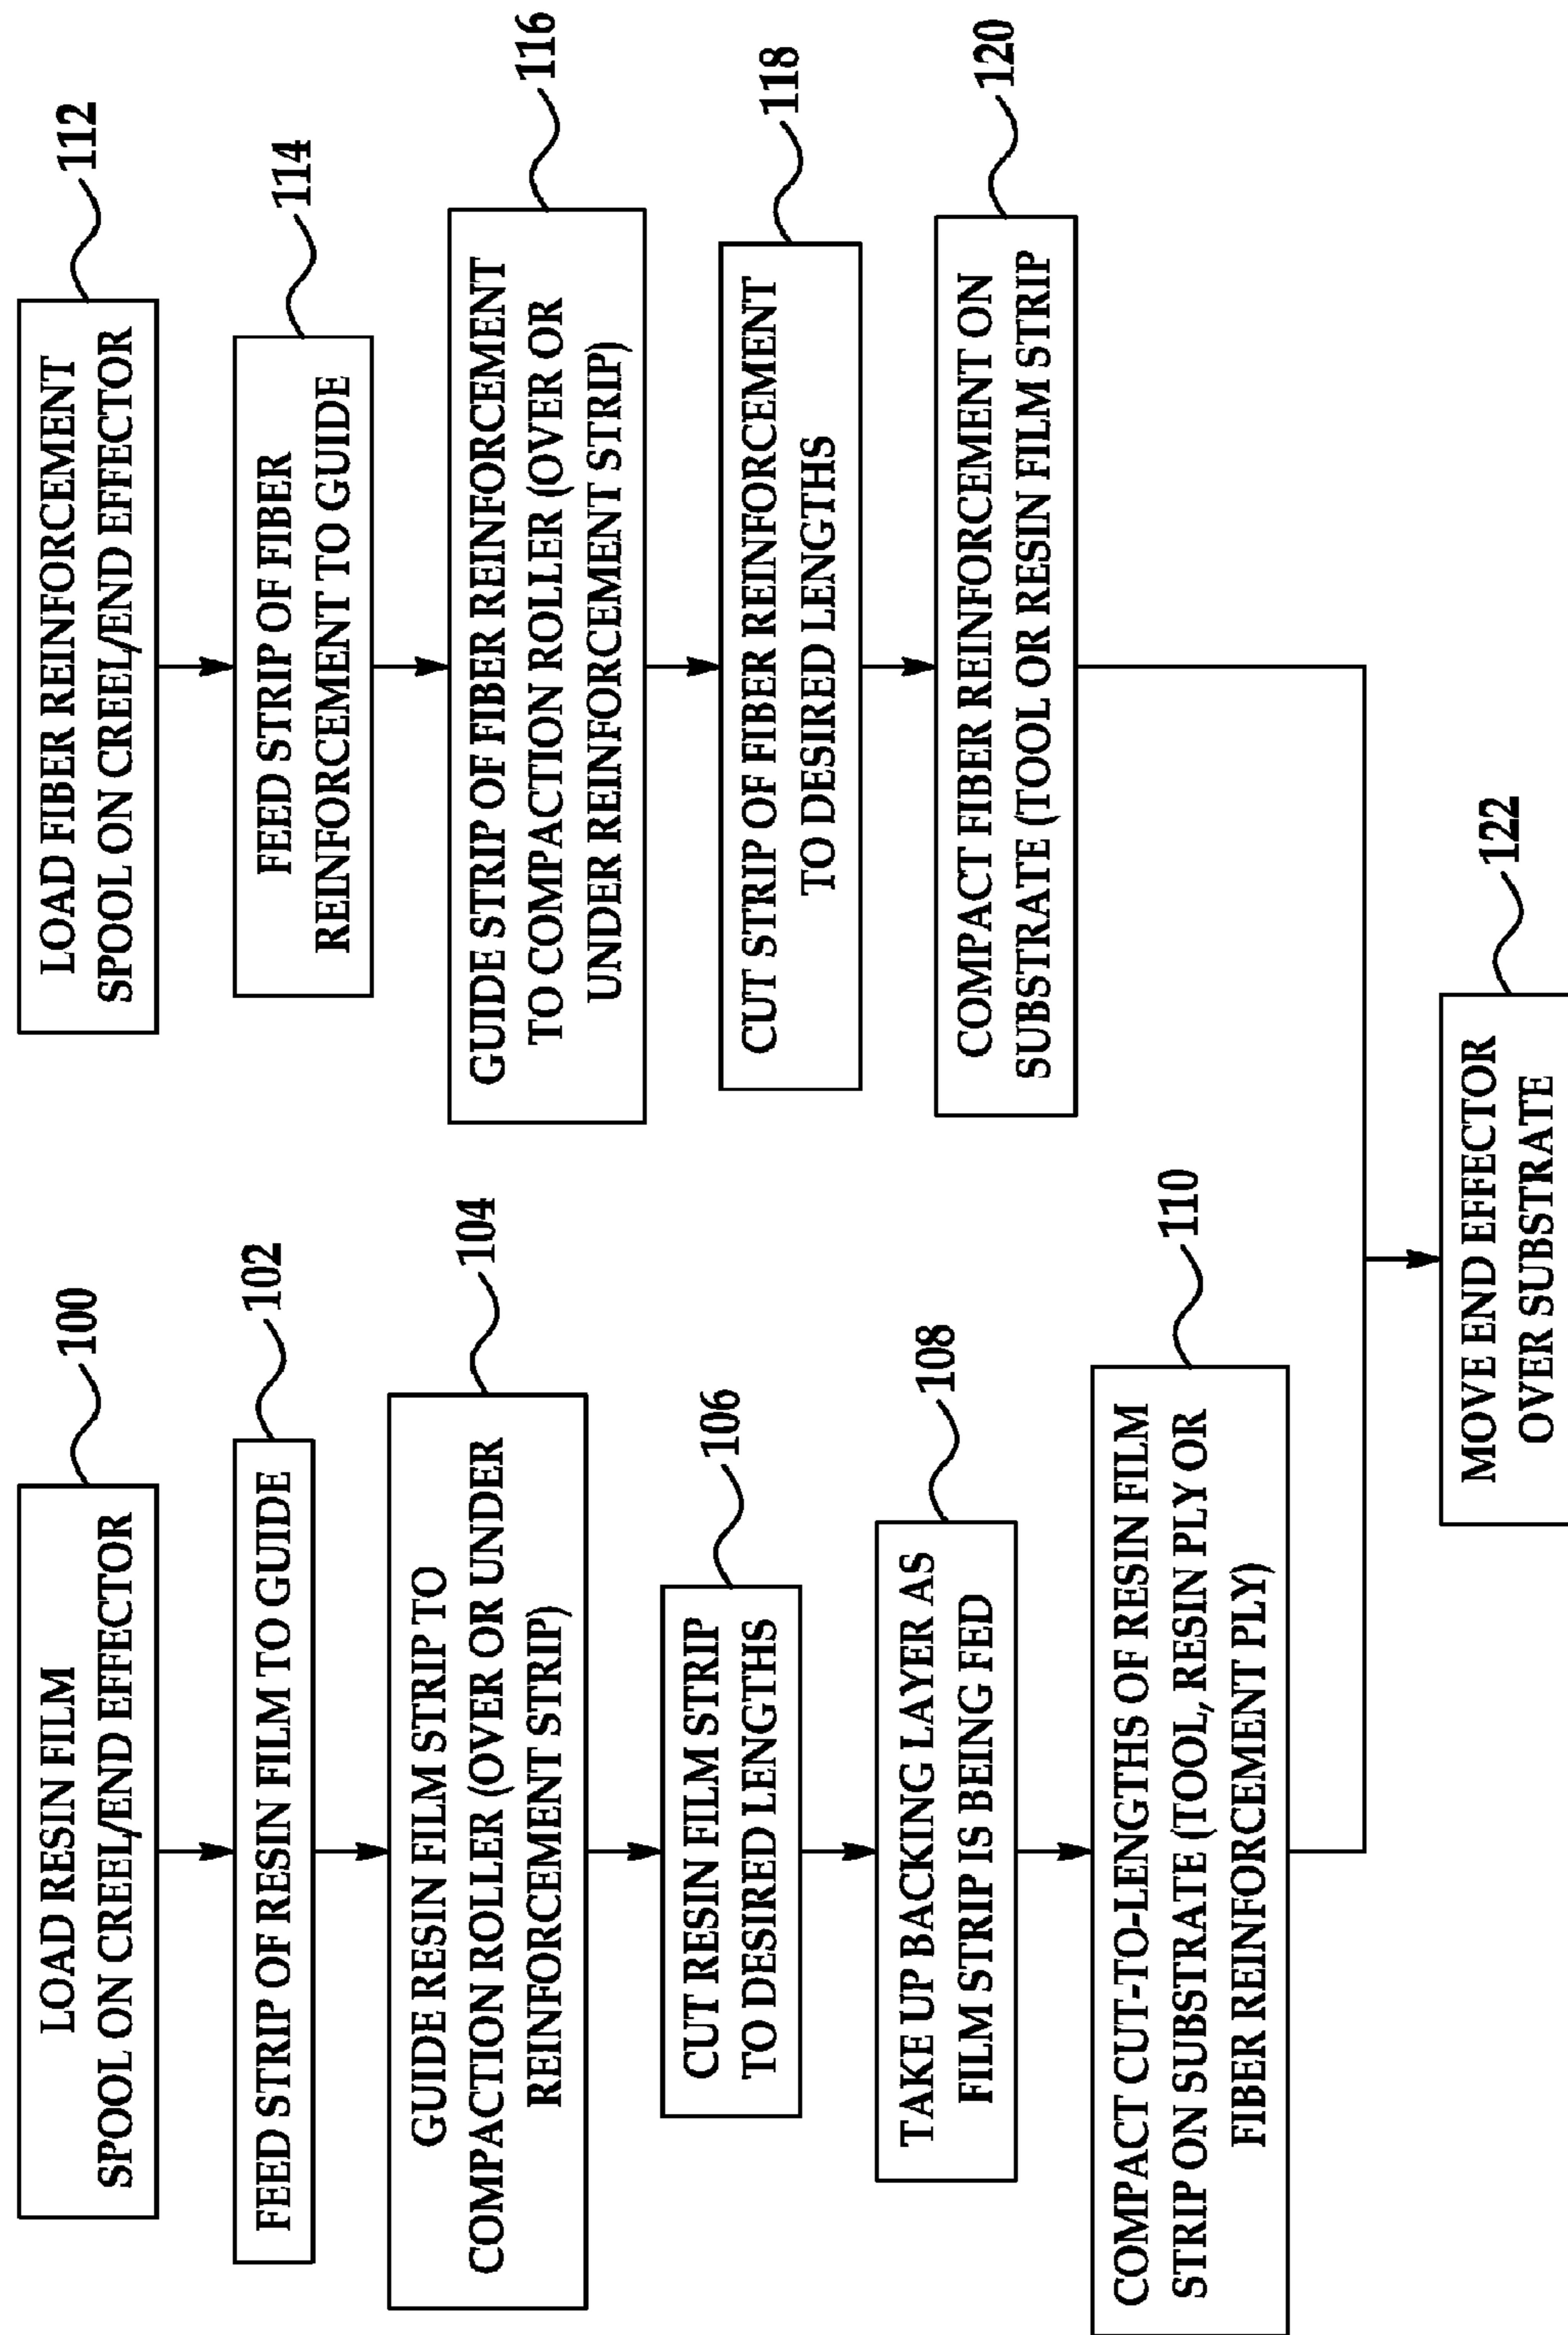 LOAD RESIN FILM
SPOOL ON CREEL/END EFFECTOR
100
FEED STRIP OF RESIN FILM TO GUIDE
102
GUIDE RESIN FILM STRIP TO
COMPACTION ROLLER (OVER OR UNDER
REINFORCEMENT STRIP)
104
CUT RESIN FILM STRIP
TO DESIRED LENGTHS
106
TAKE UP BACKING LAYER AS
FILM STRIP IS BEING FED
108
COMPACT CUT-TO-LENGTHS OF RESIN FILM
STRIP ON SUBSTRATE (TOOL, RESIN PLY OR
FIBER REINFORCEMENT PLY)
110
LOAD FIBER REINFORCEMENT
SPOOL ON CREEL/END EFFECTOR
112
FEED STRIP OF FIBER
REINFORCEMENT TO GUIDE
114
GUIDE STRIP OF FIBER REINFORCEMENT
TO COMPACTION ROLLER (OVER OR
UNDER REINFORCEMENT STRIP)
116
CUT STRIP OF FIBER REINFORCEMENT
TO DESIRED LENGTHS
118
COMPACT FIBER REINFORCEMENT ON
SUBSTRATE (TOOL OR RESIN FILM STRIP
120
MOVE END EFFECTOR
OVER SUBSTRATE
122